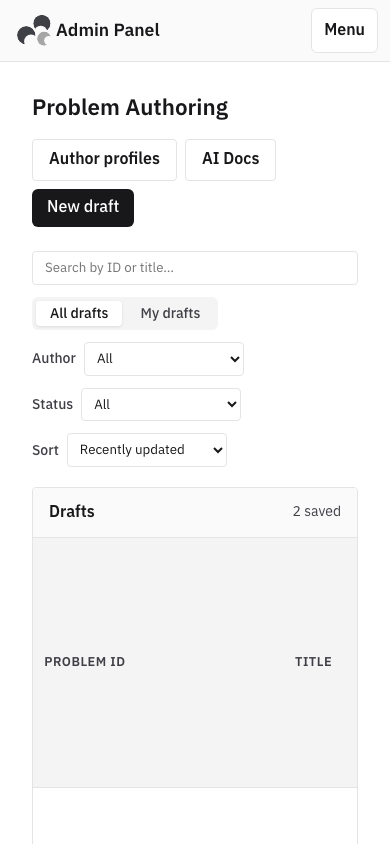 Admin Panel
Menu
Problem Authoring
Author profiles
AI Docs
New draft
Search by ID or title...
All drafts
My drafts
Author
All
Status
All
Sort
Recently updated
Drafts
2 saved
PROBLEM ID
TITLE